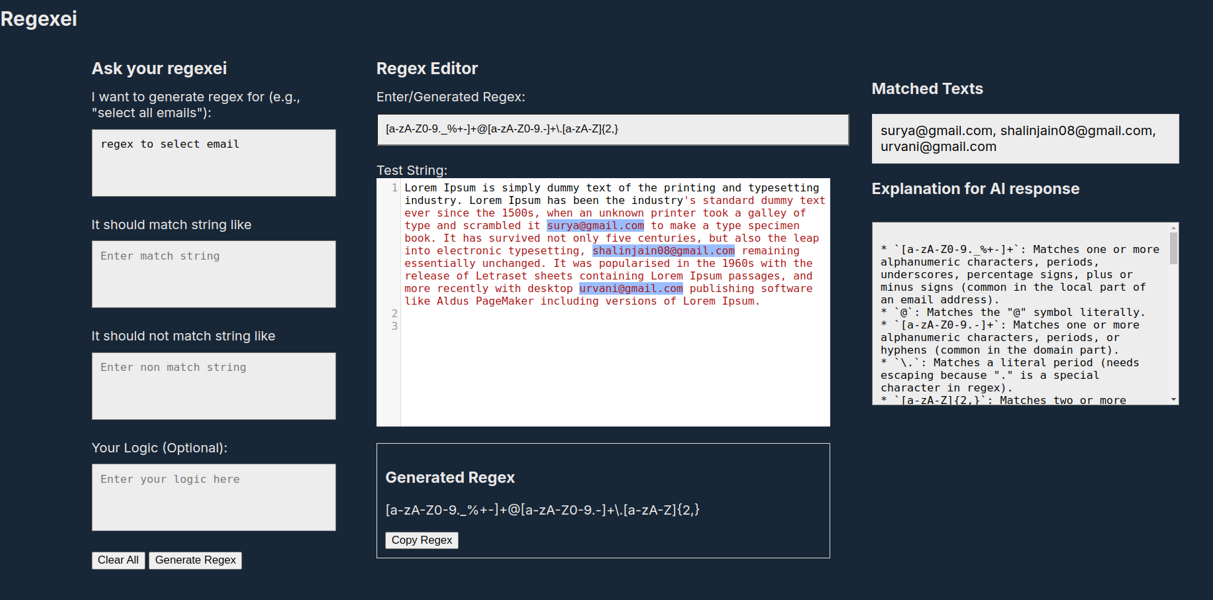 Regexei
Ask your regexei
I want to generate regex for (e.g.,
"select all emails"):
regex to select email
It should match string like
Enter match string
It should not match string like
Enter non match string
Your Logic (Optional):
Enter your logic here
Clear All
Generate Regex
Regex Editor
Enter/Generated Regex:
[a-zA-Z0-9._%+-]+@[a-zA-Z0-9.-]+\.[a-zA-Z]{2,}
Test String:
1
Lorem Ipsum is simply dummy text of the printing and typesetting
industry. Lorem Ipsum has been the industry's standard dummy text
ever since the 1500s, when an unknown printer took a galley of
type and scrambled it surya@gmail.com to make a type specimen
book. It has survived not only five centuries, but also the leap
into electronic typesetting, shalinjain08@gmail.com remaining
essentially unchanged. It was popularised in the 1960s with the
release of Letraset sheets containing Lorem Ipsum passages, and
more recently with desktop urvani@gmail.com publishing software
like Aldus PageMaker including versions of Lorem Ipsum.
2
3
Generated Regex
[a-zA-Z0-9._%+-]+@[a-zA-Z0-9.-]+\.[a-zA-Z]{2,}
Copy Regex
Matched Texts
surya@gmail.com, shalinjain08@gmail.com,
urvani@gmail.com
Explanation for AI response
* `[a-zA-Z0-9._%+-]+`: Matches one or more
alphanumeric characters, periods,
underscores, percentage signs, plus or
minus signs (common in the local part of
an email address).
* `@`: Matches the "@" symbol literally.
* `[a-zA-Z0-9.-]+`: Matches one or more
alphanumeric characters, periods, or
hyphens (common in the domain part).
* `\.`: Matches a literal period (needs
escaping because "." is a special
character in regex).
* `[a-zA-Z]{2,}`: Matches two or more